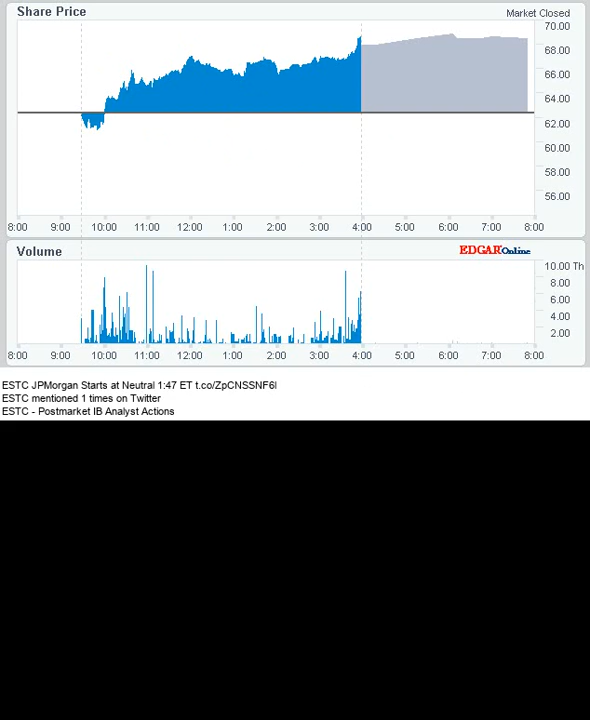 Share Price
Market Closed
70.00
68.00
66.00
64.00
62.00
60.00
58.00
56.00
8:00 9:00 10:00 11:00 12:00 1:00 2:00 3:00 4:00 5:00 6:00 7:00 8:00
Volume
EDGAR Online
10.00 Th
8.00
6.00
4.00
2.00
8:00 9:00 10:00 11:00 12:00 1:00 2:00 3:00 4:00 5:00 6:00 7:00 8:00
ESTC JPMorgan Starts at Neutral 1:47 ET t.co/ZpCNSSNF6l
ESTC mentioned 1 times on Twitter
ESTC - Postmarket IB Analyst Actions